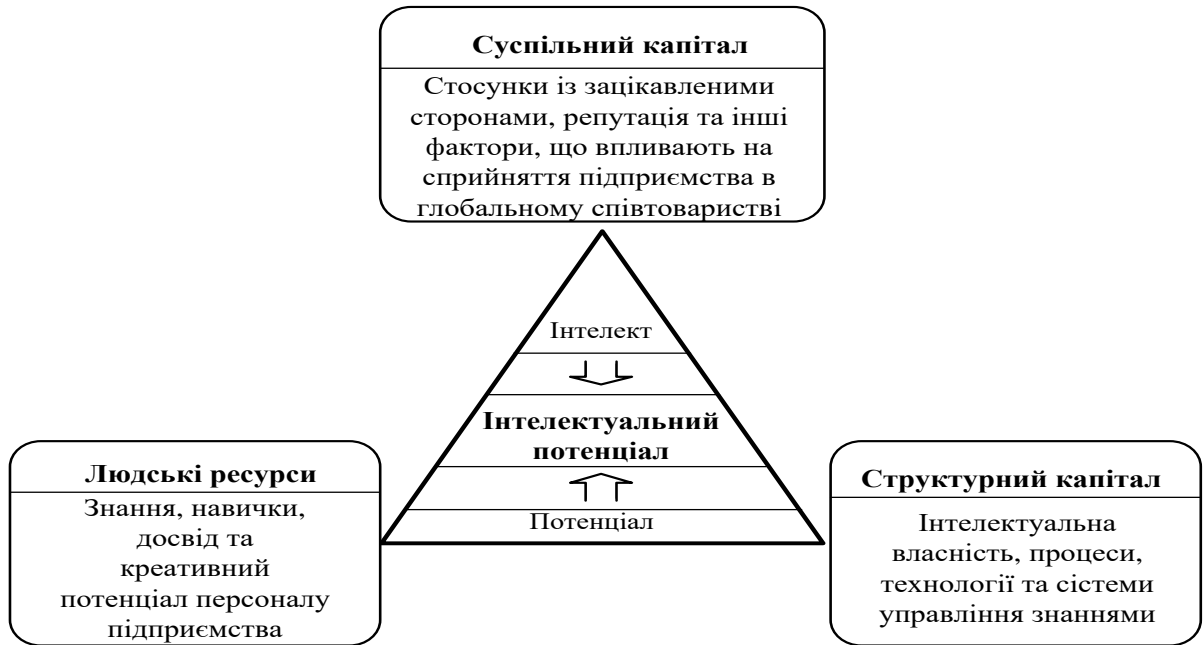 Суспільний капітал
Стосунки із зацікавленими
сторонами, репутація та інші
фактори, що впливають на
сприйняття підприємства в
глобальному співтоваристві
Інтелект
Інтелектуальний
потенціал
Потенціал
Людські ресурси
Знання, навички,
досвід та
креативний
потенціал персоналу
підприємства
Структурний капітал
Інтелектуальна
власність, процеси,
технології та сістеми
управління знаннями